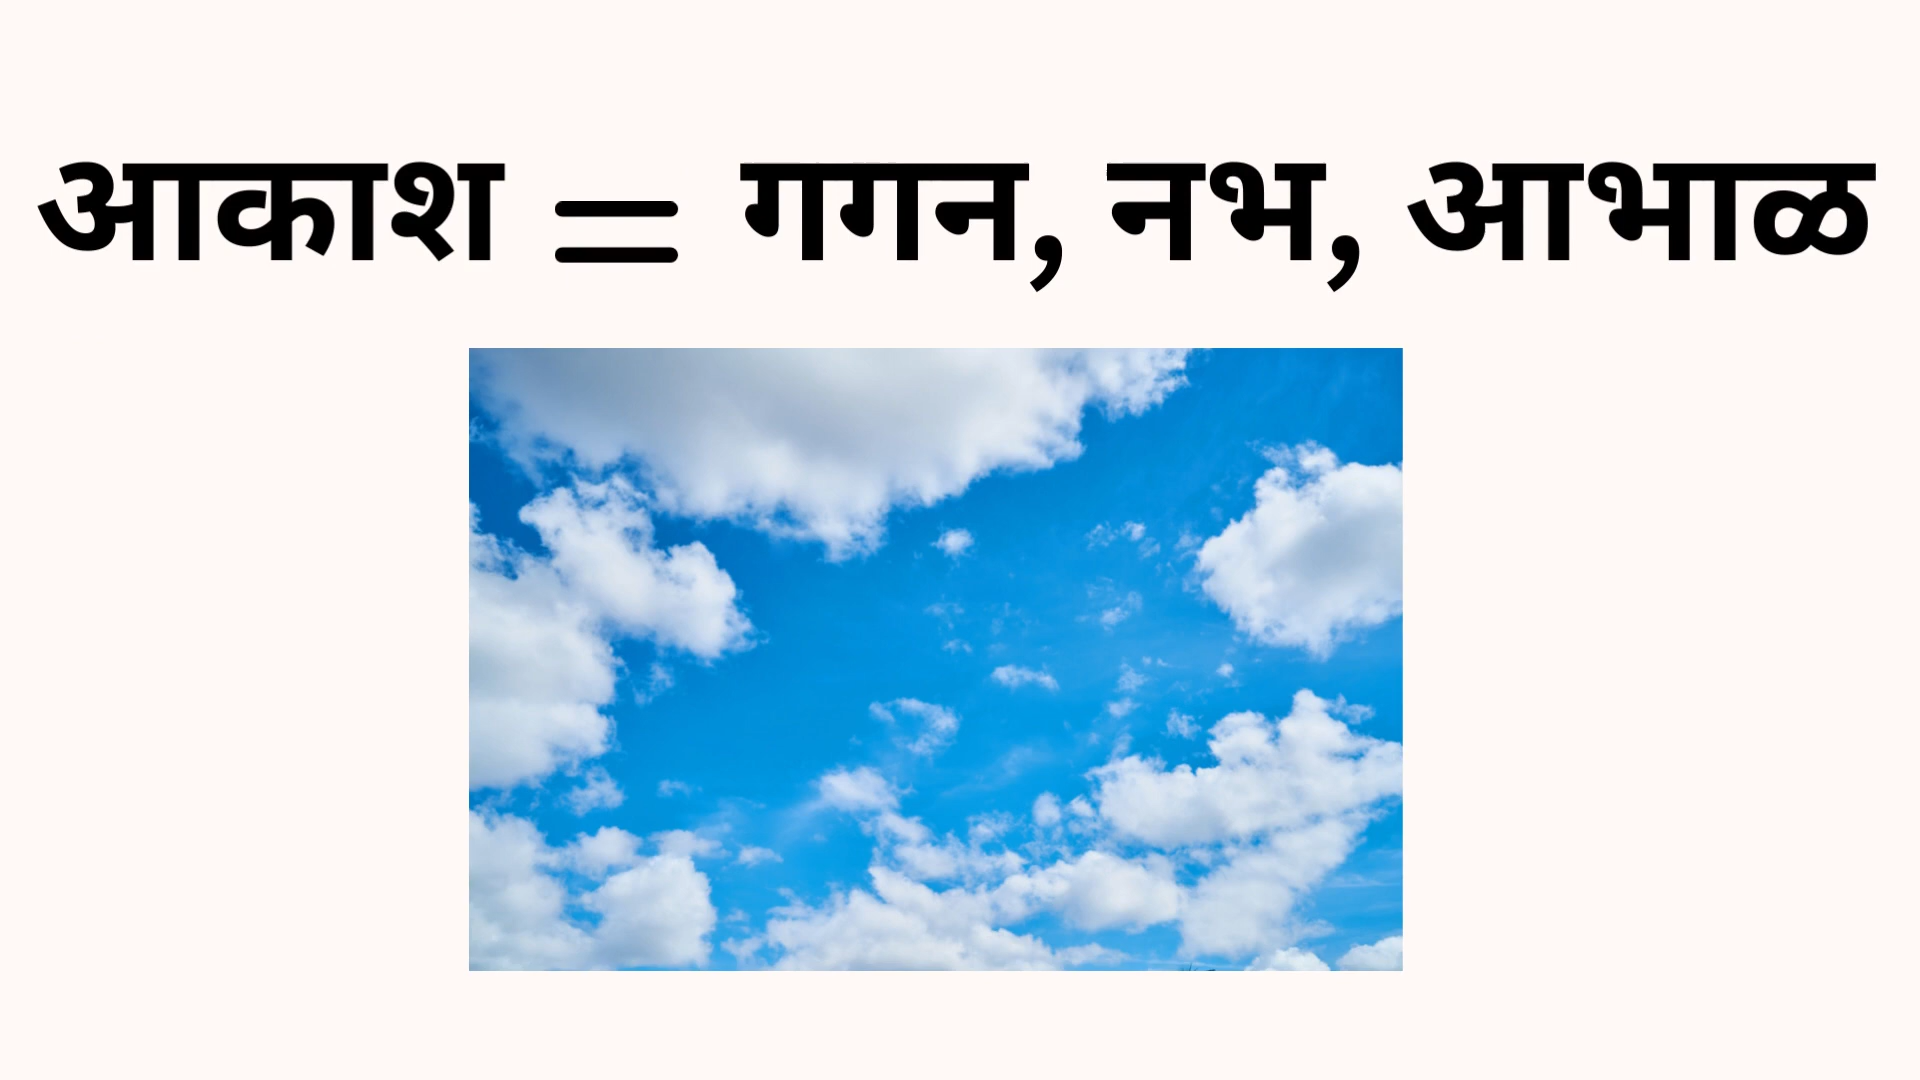 आकाश = गगन, नभ, आभाळ